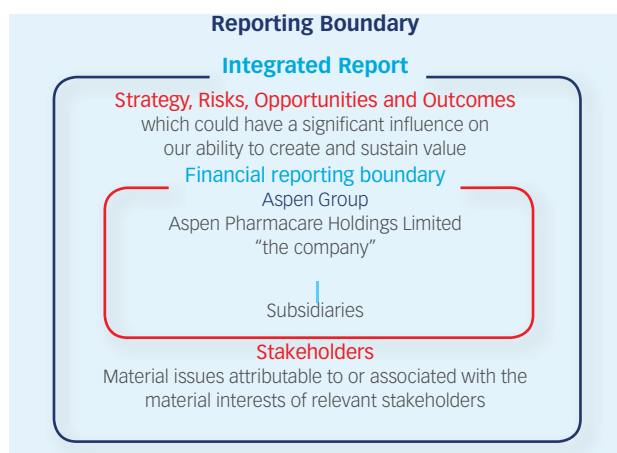 Reporting Boundary
Integrated Report
Strategy, Risks, Opportunities and Outcomes
which could have a significant influence on
our ability to create and sustain value
Financial reporting boundary
Aspen Group
Aspen Pharmacare Holdings Limited
“the company”
Subsidiaries
Stakeholders
Material issues attributable to or associated with the
material interests of relevant stakeholders